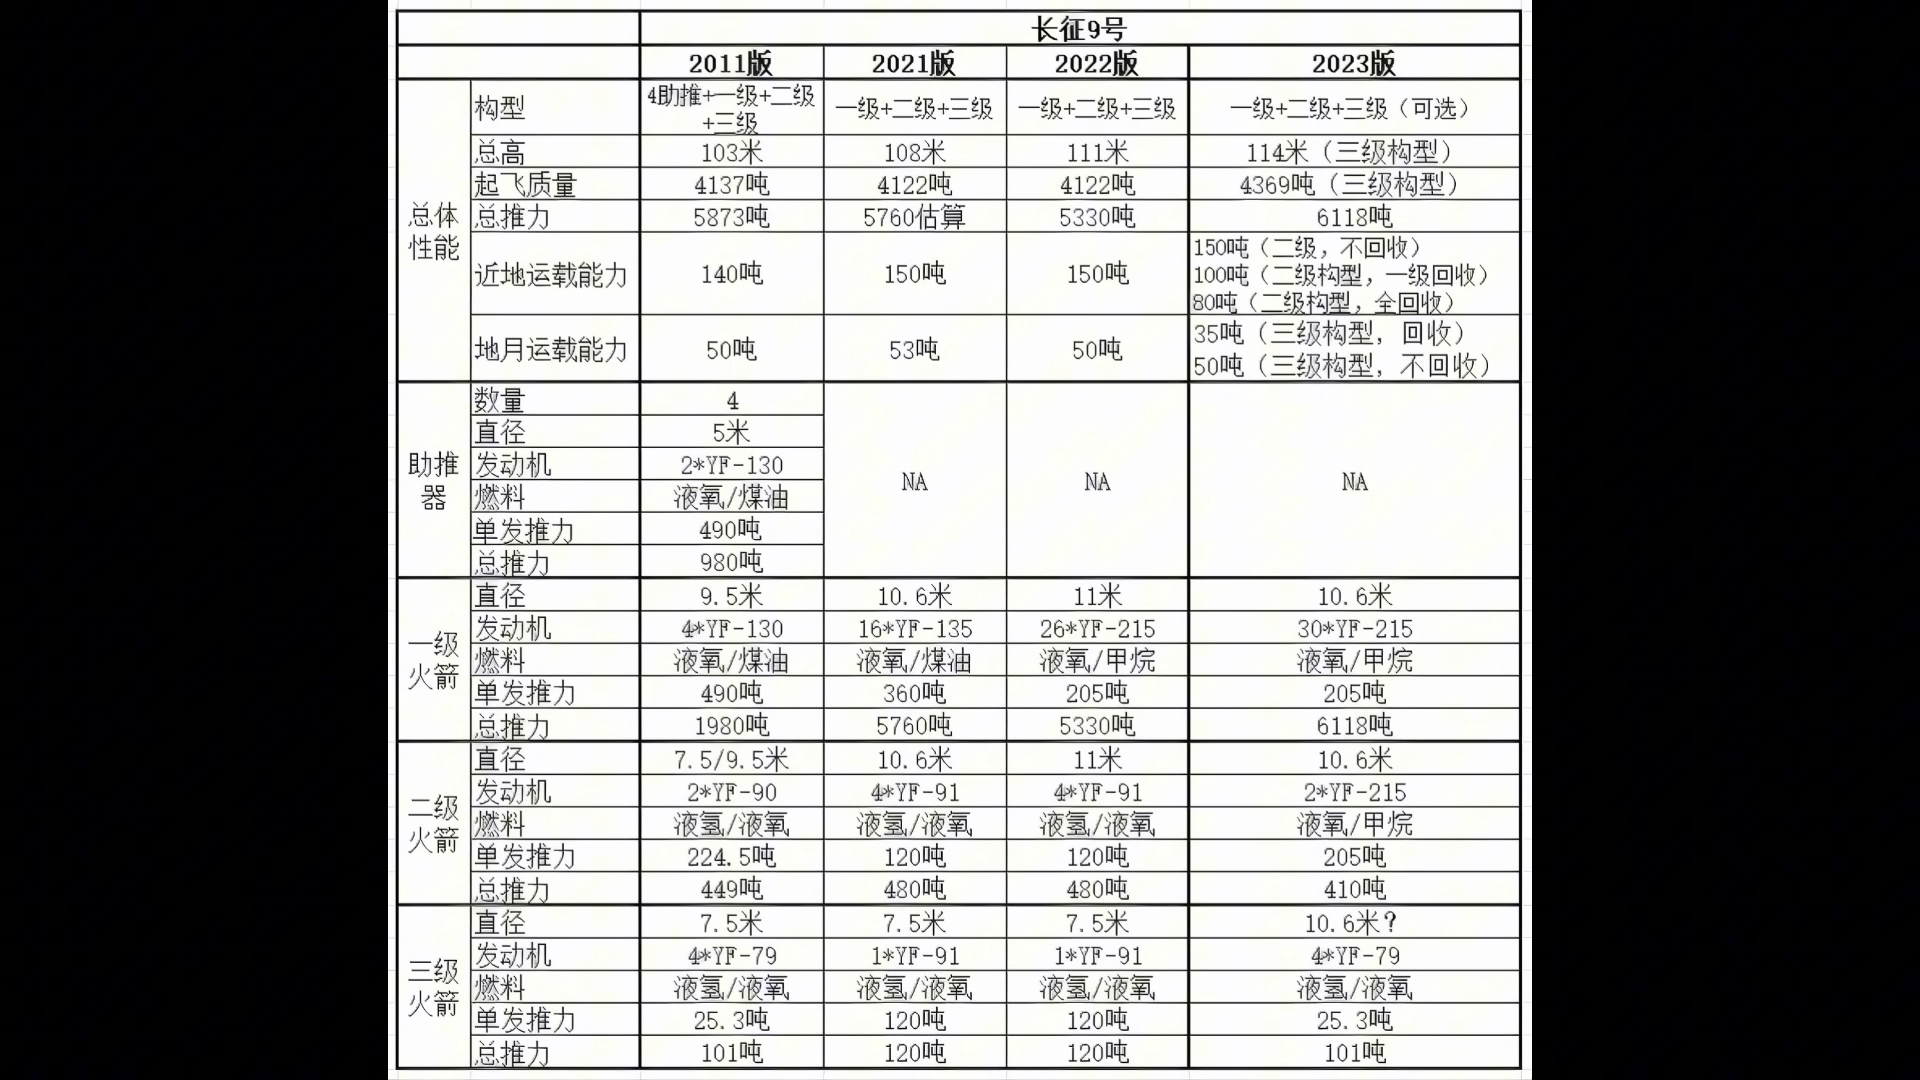 长征9号
2011版 2021版 2022版 2023版
总体性能
构型 4助推+一级+二级+三级 一级+二级+三级 一级+二级+三级 一级+二级+三级（可选）
总高 103米 108米 111米 114米（三级构型）
起飞质量 4137吨 4122吨 4122吨 4369吨（三级构型）
总推力 5873吨 5760估算 5330吨 6118吨
近地运载能力 140吨 150吨 150吨 150吨（二级，不回收）
100吨（二级构型，一级回收）
80吨（二级构型，全回收）
地月运载能力 50吨 53吨 50吨 35吨（三级构型，回收）
50吨（三级构型，不回收）
助推器
数量 4 NA NA NA
直径 5米
发动机 2*YF-130
燃料 液氧/煤油
单发推力 490吨
总推力 980吨
一级火箭
直径 9.5米 10.6米 11米 10.6米
发动机 4*YF-130 16*YF-135 26*YF-215 30*YF-215
燃料 液氧/煤油 液氧/煤油 液氧/甲烷 液氧/甲烷
单发推力 490吨 360吨 205吨 205吨
总推力 1980吨 5760吨 5330吨 6118吨
二级火箭
直径 7.5/9.5米 10.6米 11米 10.6米
发动机 2*YF-90 4*YF-91 4*YF-91 2*YF-215
燃料 液氢/液氧 液氢/液氧 液氢/液氧 液氧/甲烷
单发推力 224.5吨 120吨 120吨 205吨
总推力 449吨 480吨 480吨 410吨
三级火箭
直径 7.5米 7.5米 7.5米 10.6米？
发动机 4*YF-79 1*YF-91 1*YF-91 4*YF-79
燃料 液氢/液氧 液氢/液氧 液氢/液氧 液氢/液氧
单发推力 25.3吨 120吨 120吨 25.3吨
总推力 101吨 120吨 120吨 101吨